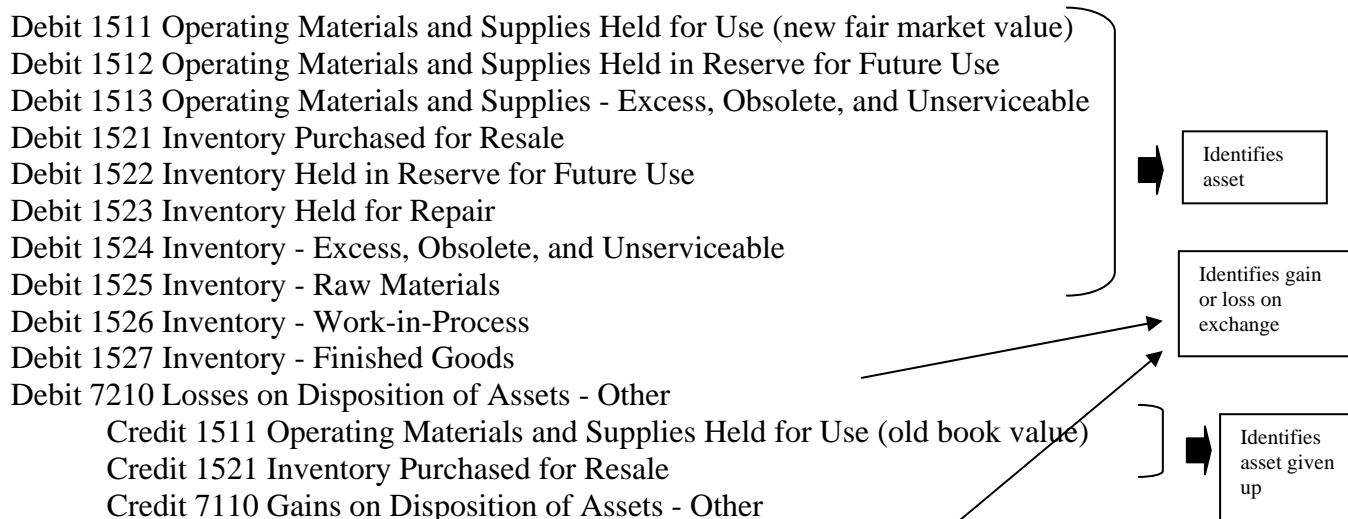 Debit 1511 Operating Materials and Supplies Held for Use (new fair market value)
Debit 1512 Operating Materials and Supplies Held in Reserve for Future Use
Debit 1513 Operating Materials and Supplies - Excess, Obsolete, and Unserviceable
Debit 1521 Inventory Purchased for Resale
Debit 1522 Inventory Held in Reserve for Future Use
Debit 1523 Inventory Held for Repair
Debit 1524 Inventory - Excess, Obsolete, and Unserviceable
Debit 1525 Inventory - Raw Materials
Debit 1526 Inventory - Work-in-Process
Debit 1527 Inventory - Finished Goods
Debit 7210 Losses on Disposition of Assets - Other
Credit 1511 Operating Materials and Supplies Held for Use (old book value)
Credit 1521 Inventory Purchased for Resale
Credit 7110 Gains on Disposition of Assets - Other
Identifies
asset
Identifies gain
or loss on
exchange
Identifies
asset given
up